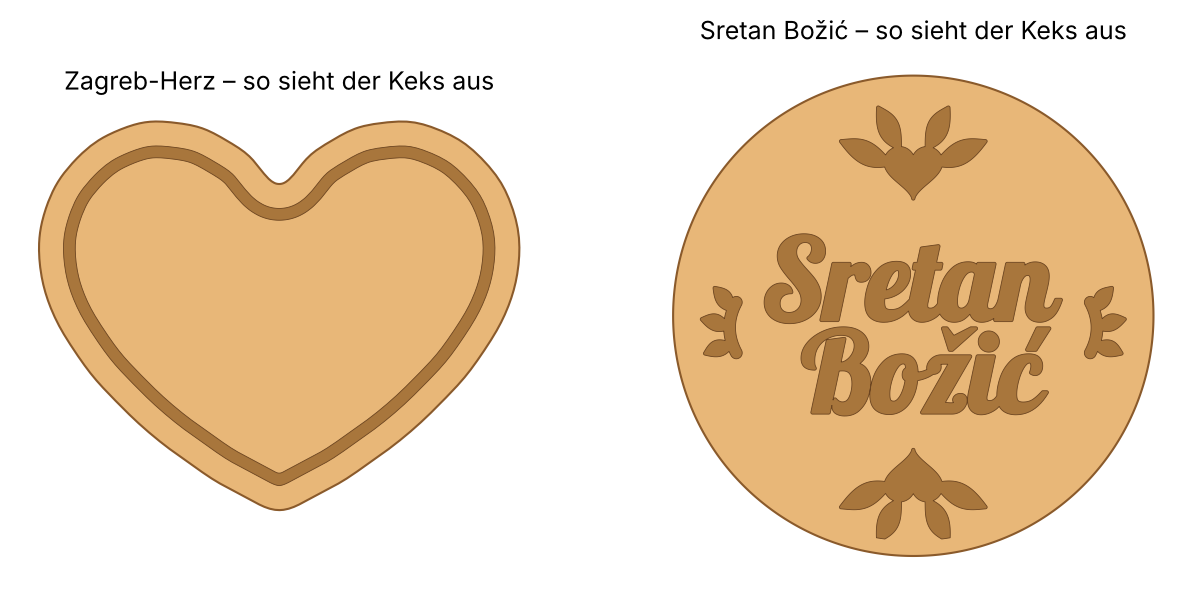 Zagreb-Herz – so sieht der Keks aus
Sretan Božić – so sieht der Keks aus
Sretan
Božić